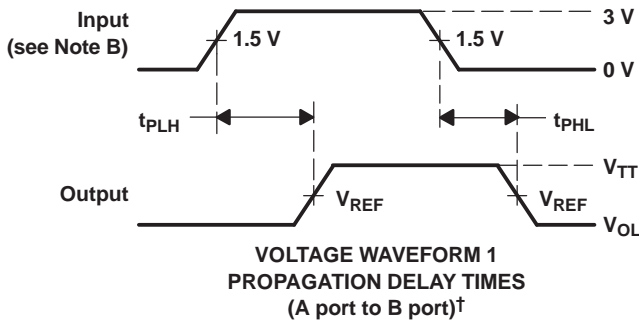 Input
(see Note B)
1.5 V
1.5 V
3 V
0 V
tPLH
tPHL
Output
VREF
VREF
VTT
VOL
VOLTAGE WAVEFORM 1
PROPAGATION DELAY TIMES
(A port to B port)†